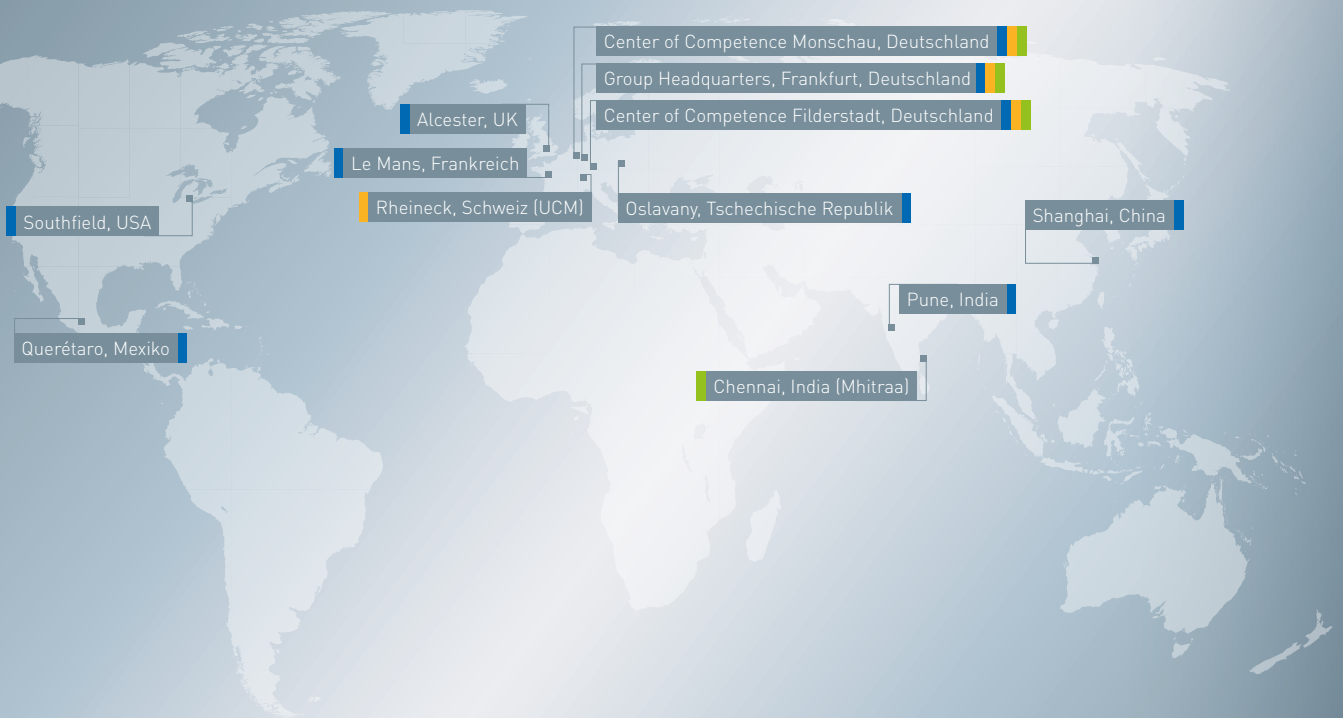 Center of Competence Monschau, Deutschland
Group Headquarters, Frankfurt, Deutschland
Center of Competence Filderstadt, Deutschland
Alcester, UK
Le Mans, Frankreich
Rheineck, Schweiz (UCM)
Oslavany, Tschechische Republik
Southfield, USA
Shanghai, China
Pune, India
Querétaro, Mexiko
Chennai, India (Mhitraa)